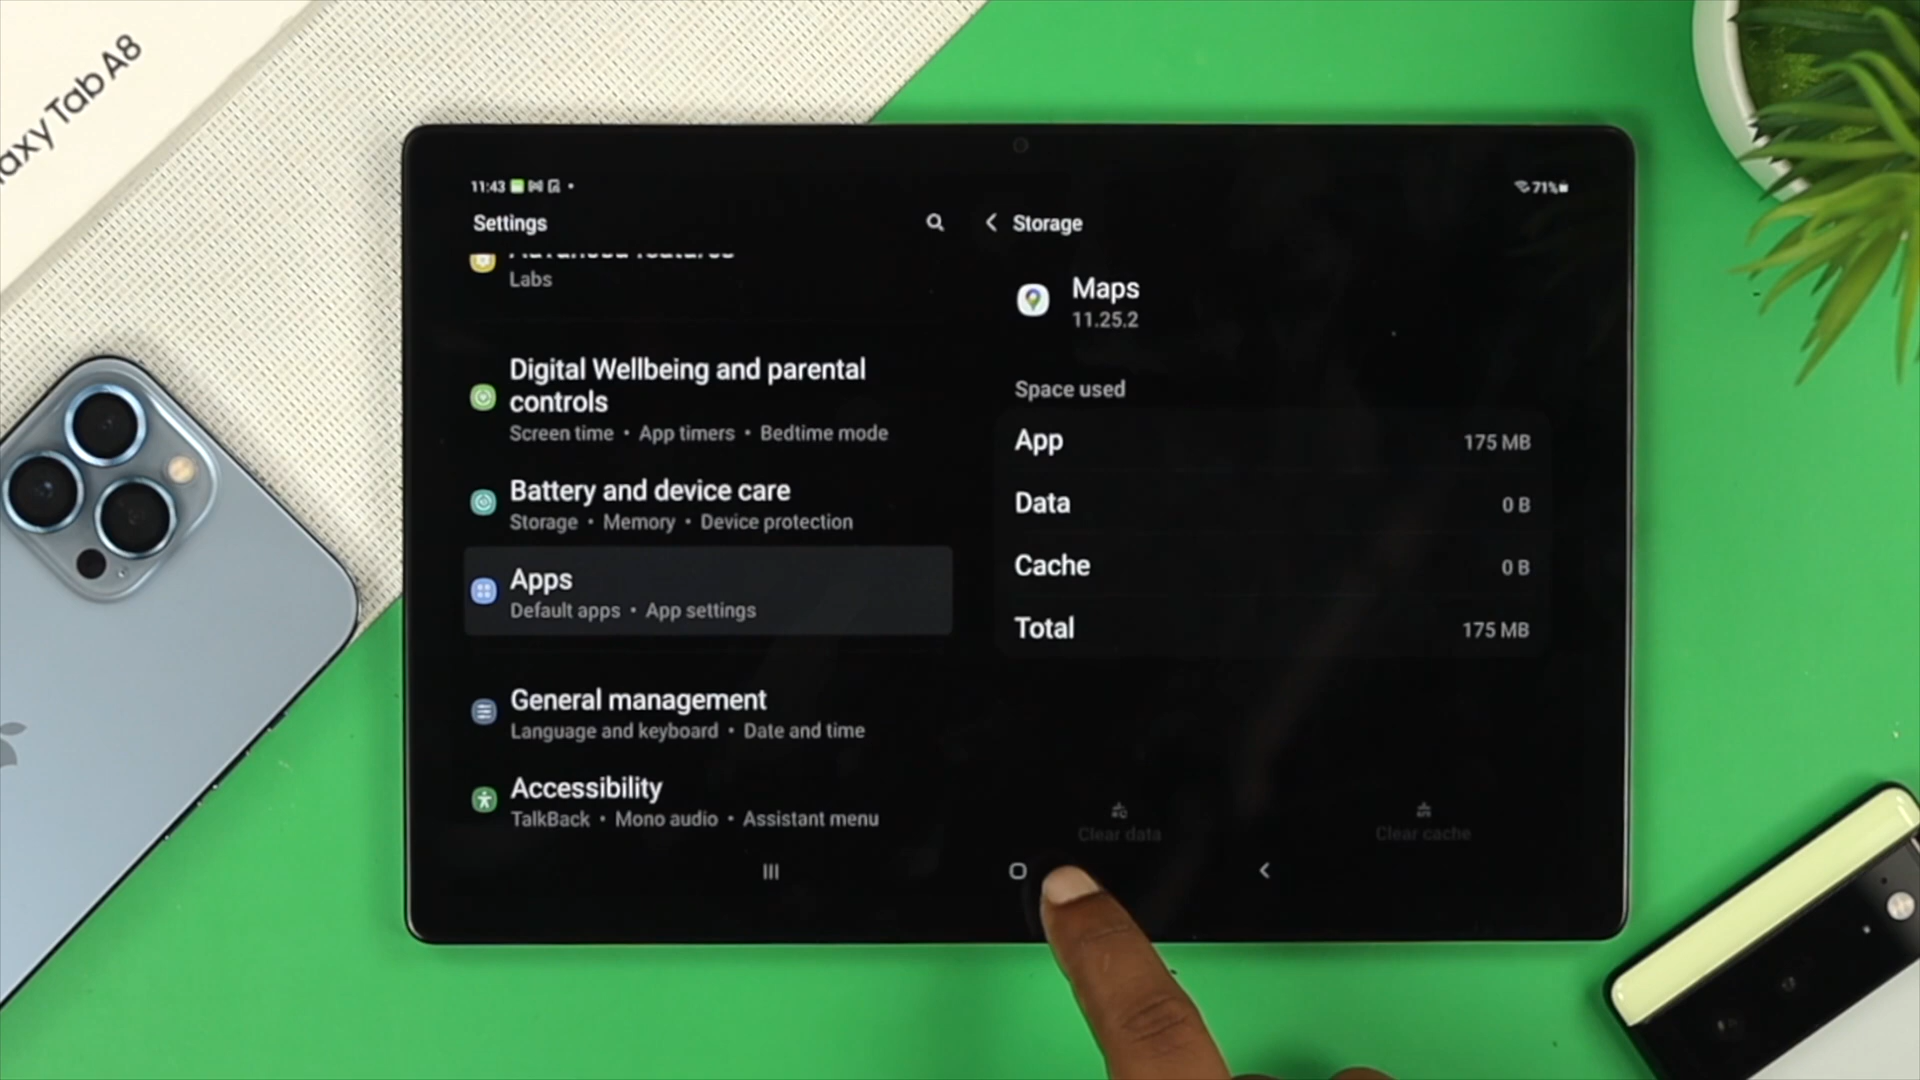 axy Tab A8
11:43
71%
Settings
Storage
Advanced features
Labs
Digital Wellbeing and parental
controls
Screen time • App timers • Bedtime mode
Battery and device care
Storage • Memory • Device protection
Apps
Default apps • App settings
General management
Language and keyboard • Date and time
Accessibility
TalkBack • Mono audio • Assistant menu
Maps
11.25.2
Space used
App 175 MB
Data 0 B
Cache 0 B
Total 175 MB
Clear data
Clear cache